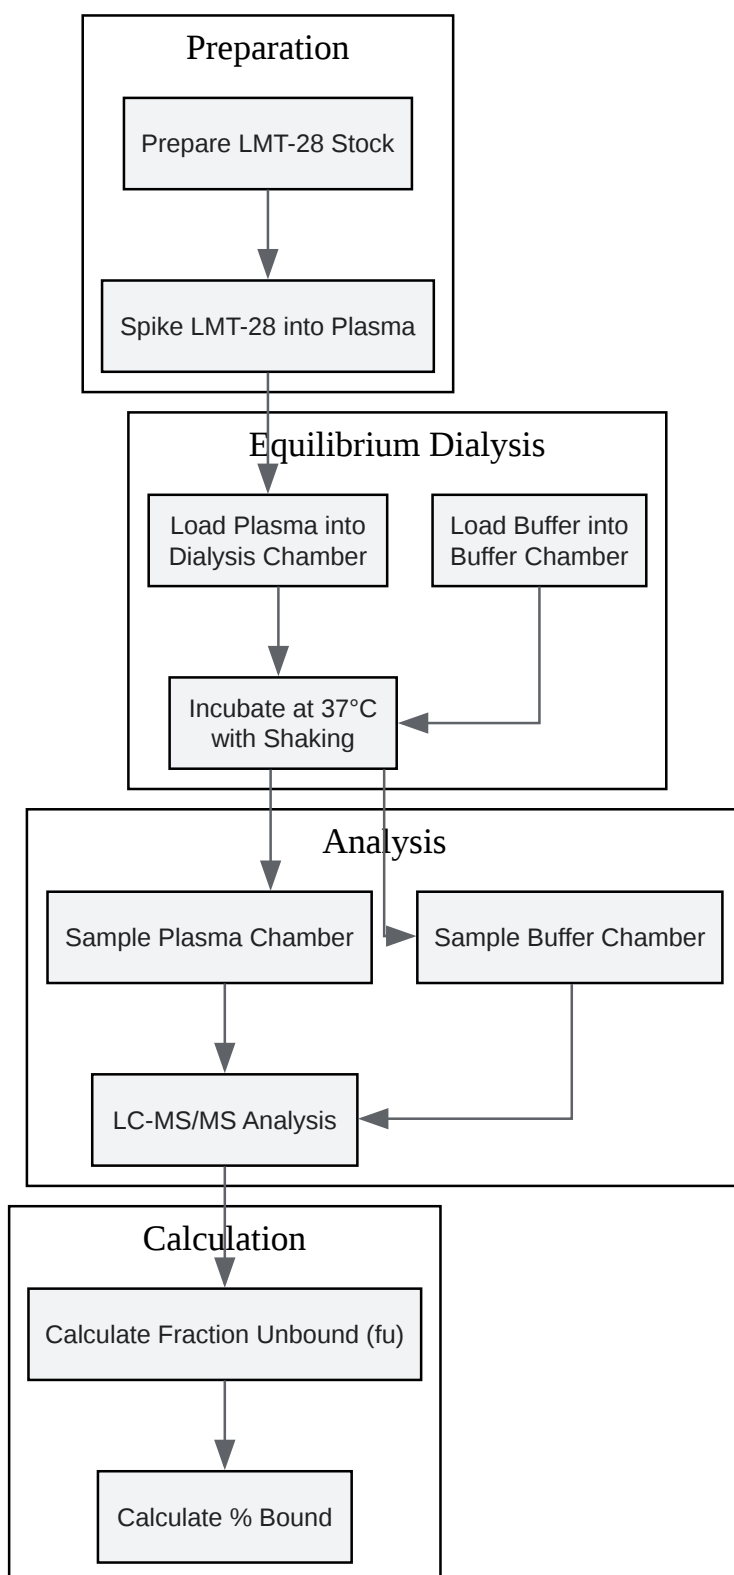 Preparation
Prepare LMT-28 Stock
Spike LMT-28 into Plasma
Equilibrium Dialysis
Load Plasma into
Dialysis Chamber
Load Buffer into
Buffer Chamber
Incubate at 37°C
with Shaking
Analysis
Sample Plasma Chamber
Sample Buffer Chamber
LC-MS/MS Analysis
Calculation
Calculate Fraction Unbound (fu)
Calculate % Bound